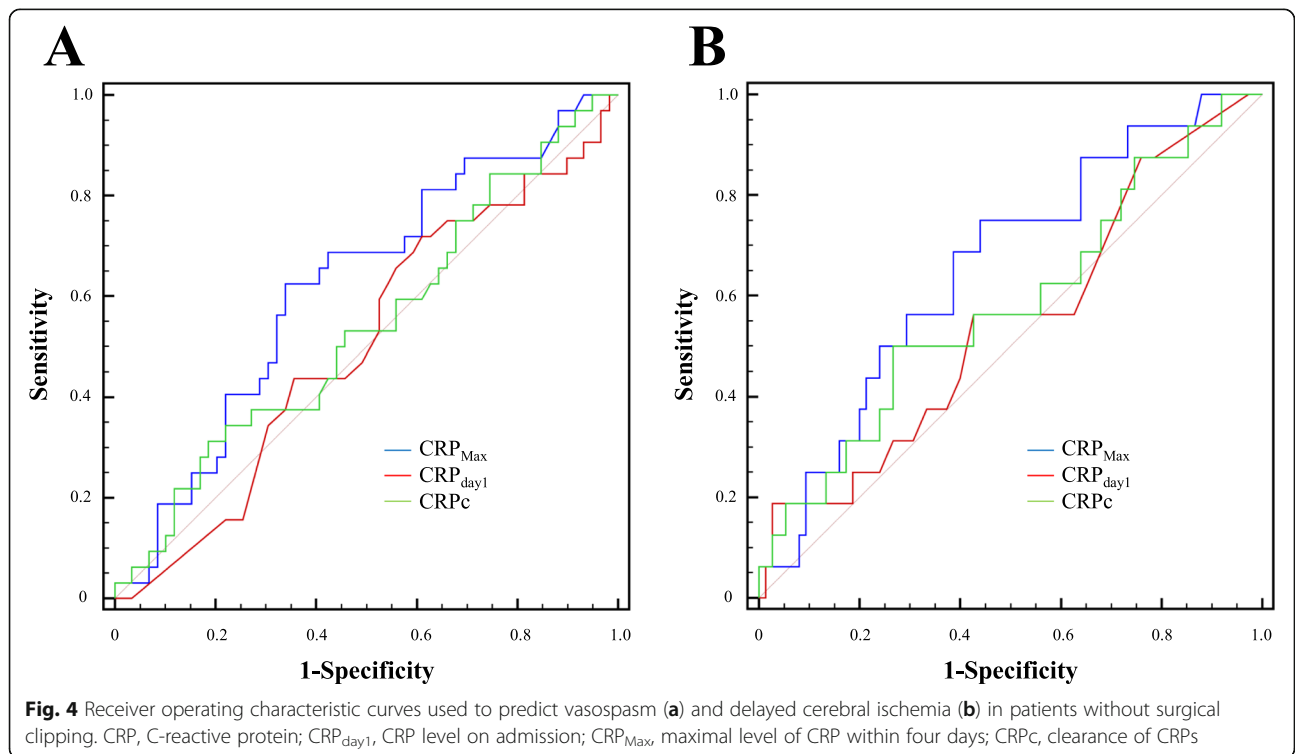 A
B
1.0
0.8
0.6
0.4
0.2
0
Sensitivity
CRPMax
CRPday1
CRPc
0 0.2 0.4 0.6 0.8 1.0
1-Specificity
1.0
0.8
0.6
0.4
0.2
0
Sensitivity
CRPMax
CRPday1
CRPc
0 0.2 0.4 0.6 0.8 1.0
1-Specificity
Fig. 4 Receiver operating characteristic curves used to predict vasospasm (a) and delayed cerebral ischemia (b) in patients without surgical
clipping. CRP, C-reactive protein; CRPday1, CRP level on admission; CRPMax, maximal level of CRP within four days; CRPc, clearance of CRPs